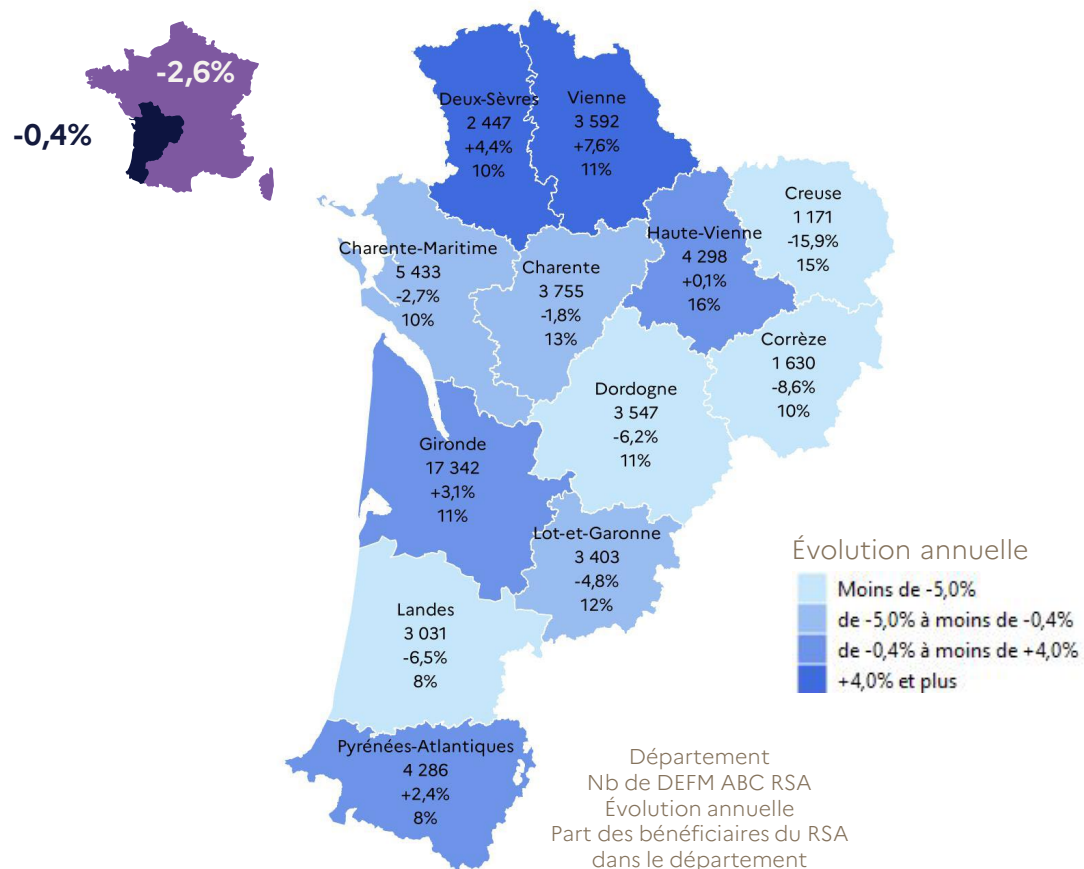 -2,6%
-0,4%
Deux-Sèvres
2 447
+4,4%
10%
Vienne
3 592
+7,6%
11%
Creuse
1 171
-15,9%
15%
Haute-Vienne
4 298
+0,1%
16%
Charente-Maritime
5 433
-2,7%
10%
Charente
3 755
-1,8%
13%
Corrèze
1 630
-8,6%
10%
Dordogne
3 547
-6,2%
11%
Gironde
17 342
+3,1%
11%
Lot-et-Garonne
3 403
-4,8%
12%
Landes
3 031
-6,5%
8%
Pyrénées-Atlantiques
4 286
+2,4%
8%
Évolution annuelle
Moins de -5,0%
de -5,0% à moins de -0,4%
de -0,4% à moins de +4,0%
+4,0% et plus
Département
Nb de DEFM ABC RSA
Évolution annuelle
Part des bénéficiaires du RSA
dans le département